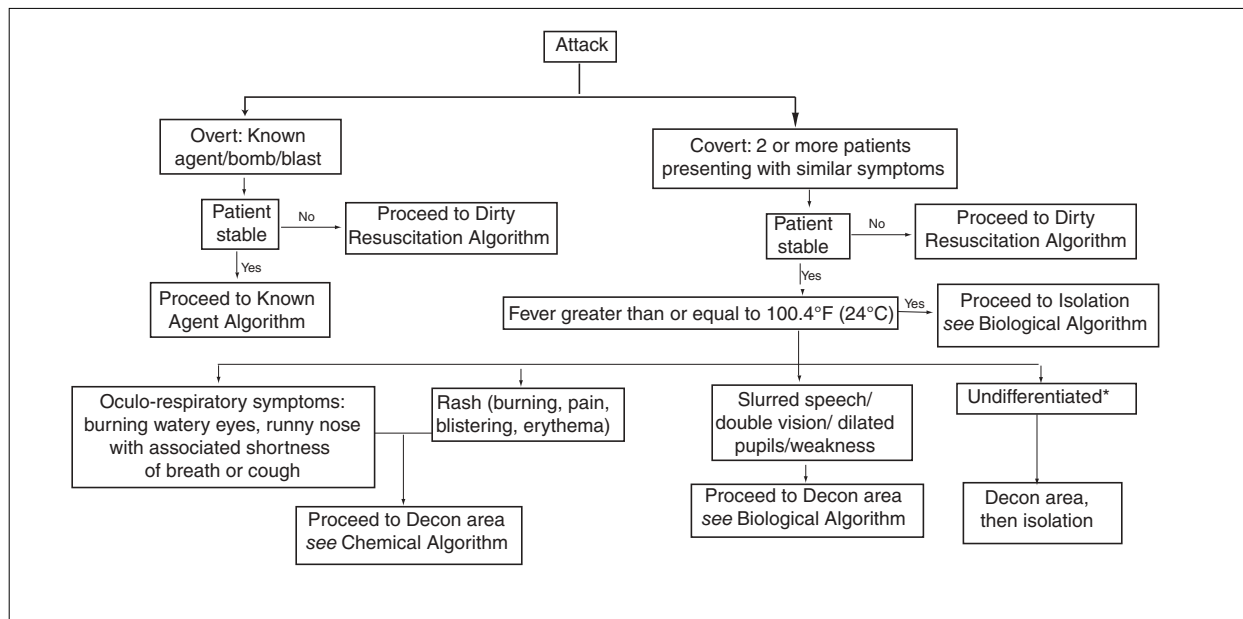 Attack
Overt: Known
agent/bomb/blast
Covert: 2 or more patients
presenting with similar symptoms
Patient
stable
No
Proceed to Dirty
Resuscitation Algorithm
Patient
stable
No
Proceed to Dirty
Resuscitation Algorithm
Yes
Yes
Proceed to Known
Agent Algorithm
Fever greater than or equal to 100.4°F (24°C)
Yes
Proceed to Isolation
see Biological Algorithm
Oculo-respiratory symptoms:
burning watery eyes, runny nose
with associated shortness
of breath or cough
Rash (burning, pain,
blistering, erythema)
Slurred speech/
double vision/ dilated
pupils/weakness
Undifferentiated*
Proceed to Decon area
see Chemical Algorithm
Proceed to Decon area
see Biological Algorithm
Decon area,
then isolation